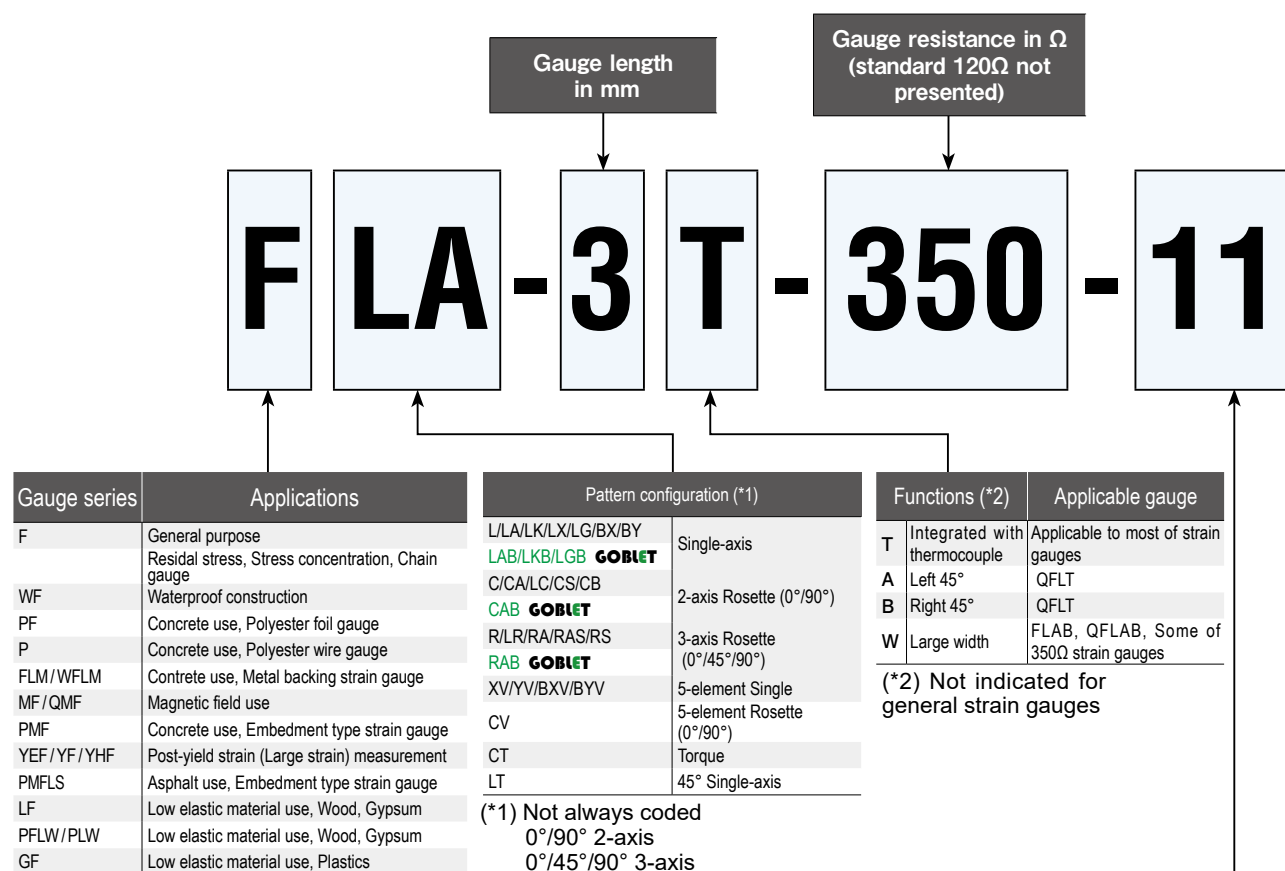 Gauge length
in mm
Gauge resistance in Ω
(standard 120Ω not
presented)
F LA - 3 T - 350 - 11
Gauge series Applications
F General purpose
Residal stress, Stress concentration, Chain
gauge
WF Waterproof construction
PF Concrete use, Polyester foil gauge
P Concrete use, Polyester wire gauge
FLM / WFLM Contrete use, Metal backing strain gauge
MF / QMF Magnetic field use
PMF Concrete use, Embedment type strain gauge
YEF / YF / YHF Post-yield strain (Large strain) measurement
PMFLS Asphalt use, Embedment type strain gauge
LF Low elastic material use, Wood, Gypsum
PFLW / PLW Low elastic material use, Wood, Gypsum
GF Low elastic material use, Plastics
Pattern configuration (*1)
L/LA/LK/LX/LG/BX/BY
LAB/LKB/LGB GOBLET
Single-axis
C/CA/LC/CS/CB
CAB GOBLET
2-axis Rosette (0°/90°)
R/LR/RA/RAS/RS
RAB GOBLET
3-axis Rosette
(0°/45°/90°)
XV/YV/BXV/BYV 5-element Single
CV 5-element Rosette
(0°/90°)
CT Torque
LT 45° Single-axis
(*1) Not always coded
0°/90° 2-axis
0°/45°/90° 3-axis
Functions (*2) Applicable gauge
T Integrated with
thermocouple
Applicable to most of strain
gauges
A Left 45° QFLT
B Right 45° QFLT
W Large width
FLAB, QFLAB, Some of
350Ω strain gauges
(*2) Not indicated for
general strain gauges